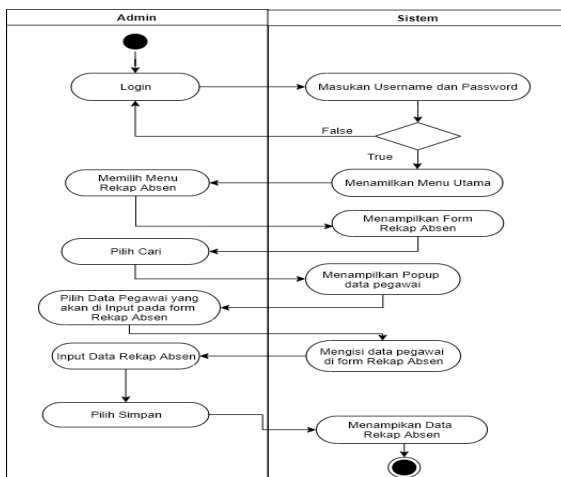 Admin
Sistem
Login
Masukan Username dan Password
False
True
Memilih Menu
Rekap Absen
Menamilkan Menu Utama
Menampilkan Form
Rekap Absen
Pilih Cari
Menampilkan Popup
data pegawai
Pilih Data Pegawai yang
akan di Input pada form
Rekap Absen
Mengisi data pegawai
di form Rekap Absen
Input Data Rekap Absen
Pilih Simpan
Menampikan Data
Rekap Absen